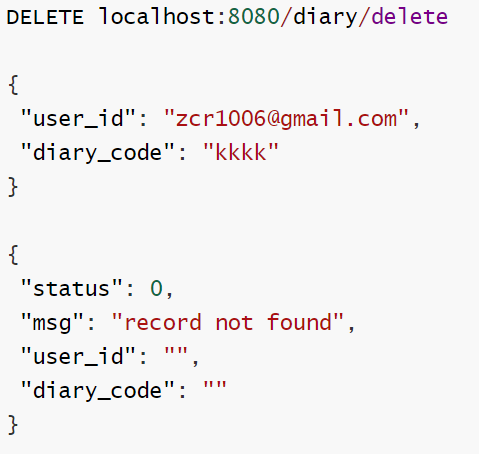 DELETE localhost:8080/diary/delete
{
"user_id": "zcr1006@gmail.com",
"diary_code": "kkkk"
}
{
"status": 0,
"msg": "record not found",
"user_id": "",
"diary_code": ""
}